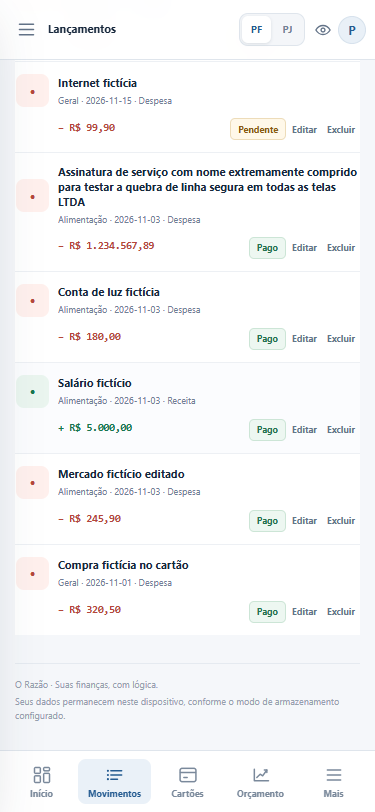 Lançamentos
PF
PJ
P
Internet fictícia
Geral · 2026-11-15 · Despesa
– R$ 99,90
Pendente
Editar
Excluir
Assinatura de serviço com nome extremamente comprido
para testar a quebra de linha segura em todas as telas
LTDA
Alimentação · 2026-11-03 · Despesa
– R$ 1.234.567,89
Pago
Editar
Excluir
Conta de luz fictícia
Alimentação · 2026-11-03 · Despesa
– R$ 180,00
Pago
Editar
Excluir
Salário fictício
Alimentação · 2026-11-03 · Receita
+ R$ 5.000,00
Pago
Editar
Excluir
Mercado fictício editado
Alimentação · 2026-11-03 · Despesa
– R$ 245,90
Pago
Editar
Excluir
Compra fictícia no cartão
Geral · 2026-11-01 · Despesa
– R$ 320,50
Pago
Editar
Excluir
O Razão · Suas finanças, com lógica.
Seus dados permanecem neste dispositivo, conforme o modo de armazenamento
configurado.
Início
Movimentos
Cartões
Orçamento
Mais